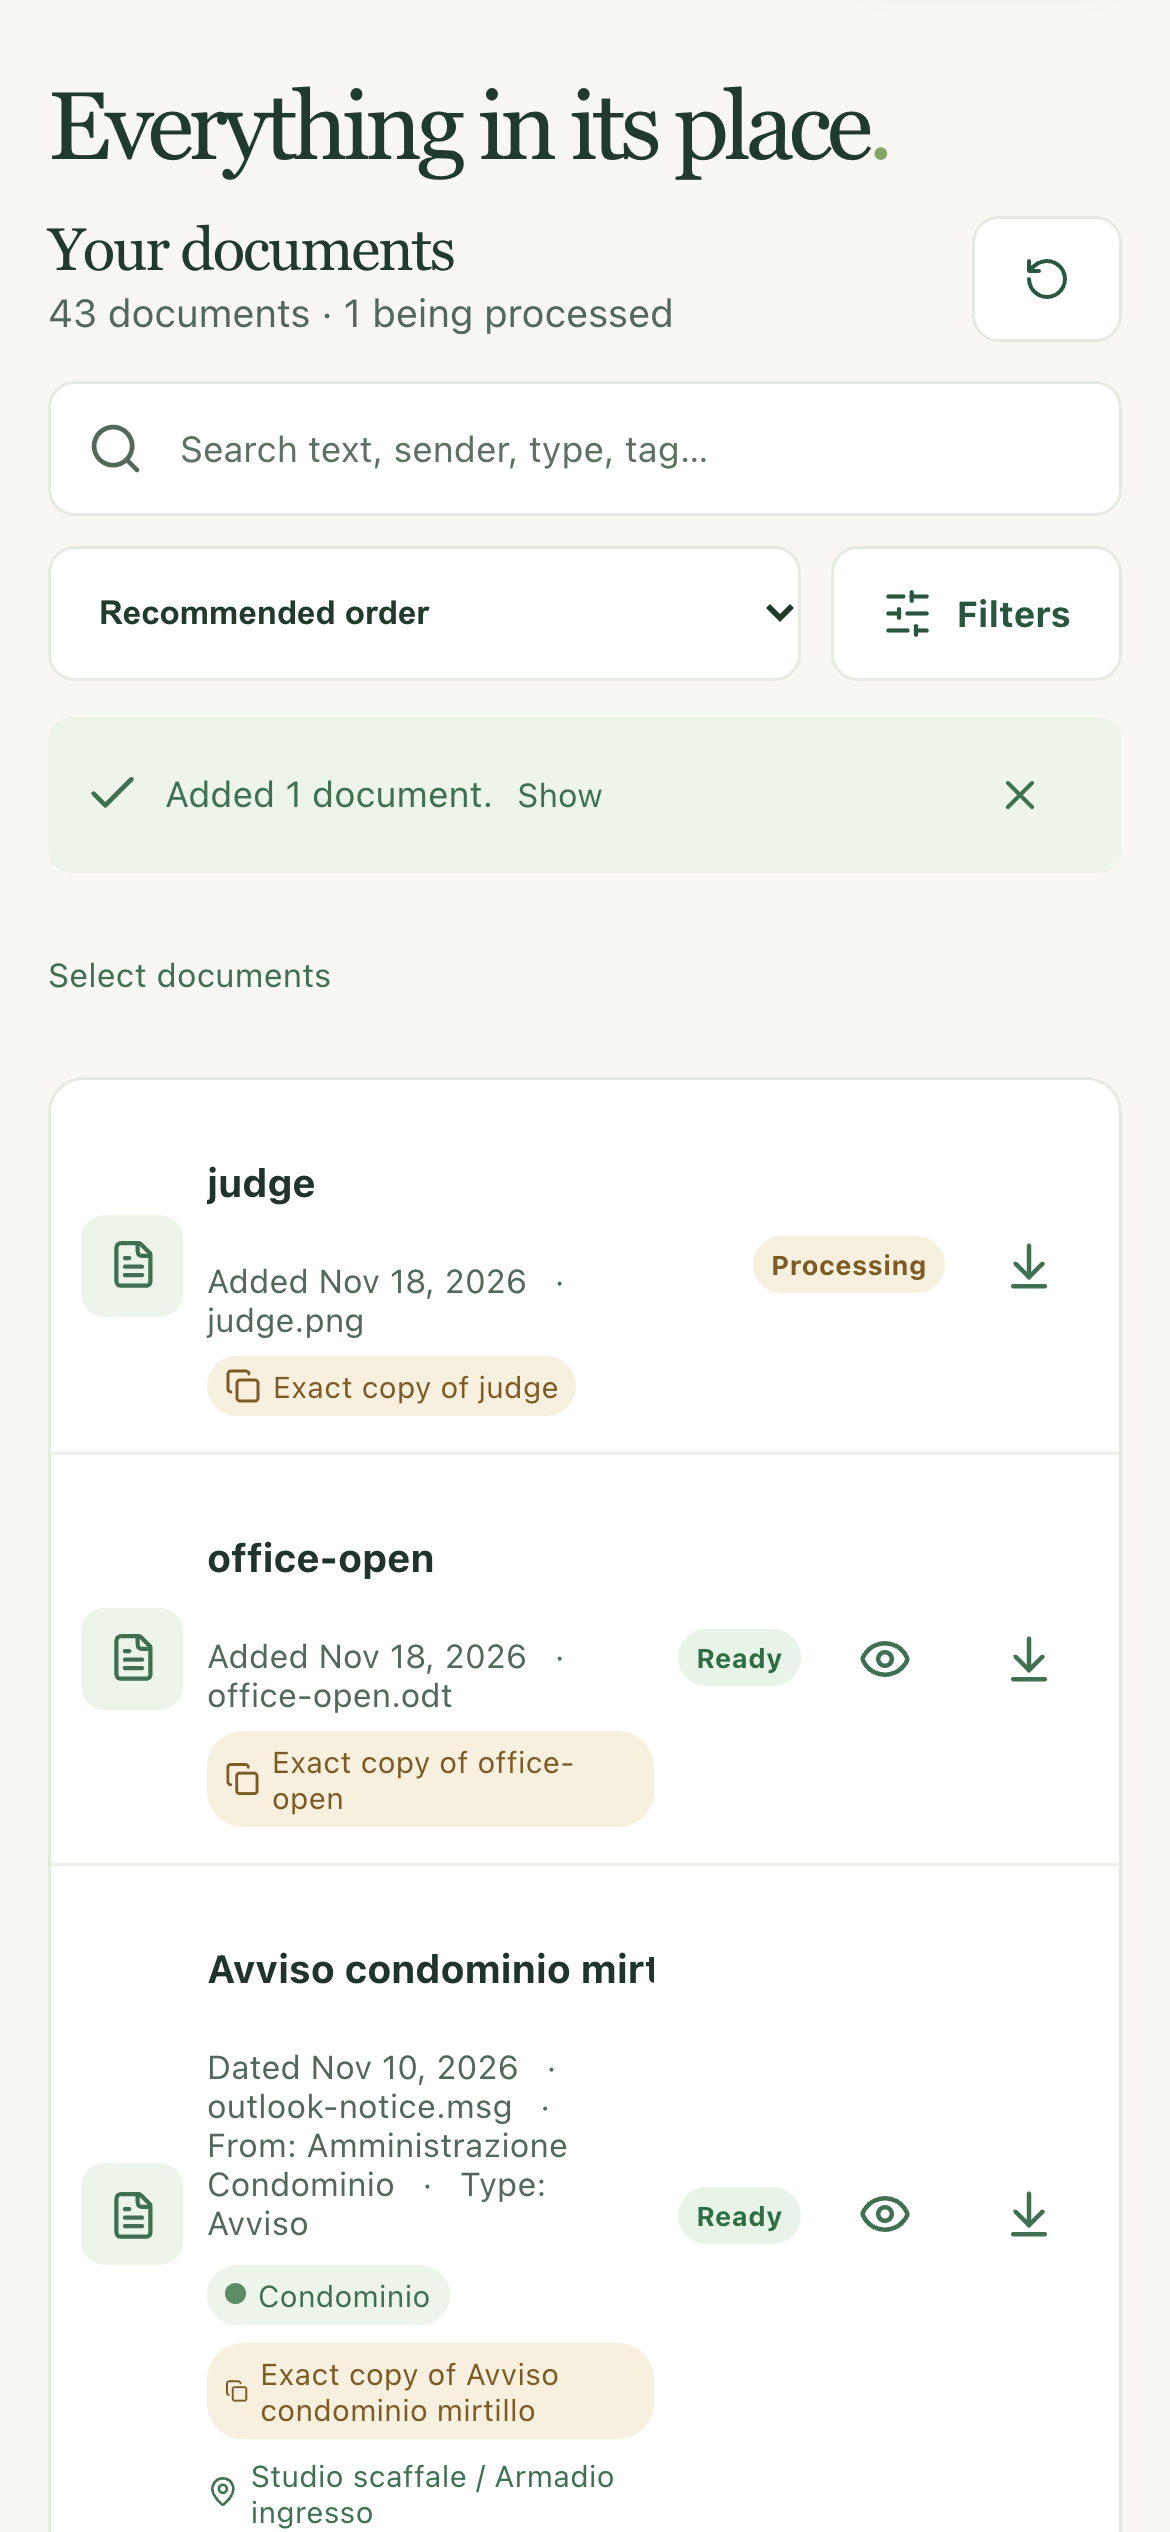 Everything in its place.
Your documents
43 documents · 1 being processed
Search text, sender, type, tag...
Recommended order
Filters
Added 1 document. Show
Select documents
judge
Added Nov 18, 2026 ·
judge.png
Processing
Exact copy of judge
office-open
Added Nov 18, 2026 ·
office-open.odt
Ready
Exact copy of office-
open
Avviso condominio mirt
Dated Nov 10, 2026 ·
outlook-notice.msg ·
From: Amministrazione
Condominio · Type:
Avviso
Ready
Condominio
Exact copy of Avviso
condominio mirtillo
Studio scaffale / Armadio
ingresso